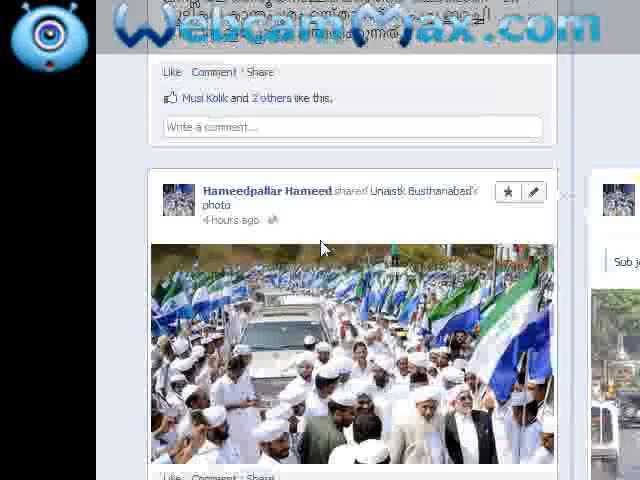 WebcamMax.com
Like · Comment · Share
Musi Kolik and 2 others like this.
Write a comment...
Hameedpallar Hameed shared Unaistk Busthanabad's
photo
4 hours ago
Sub j
Like · Comment · Share